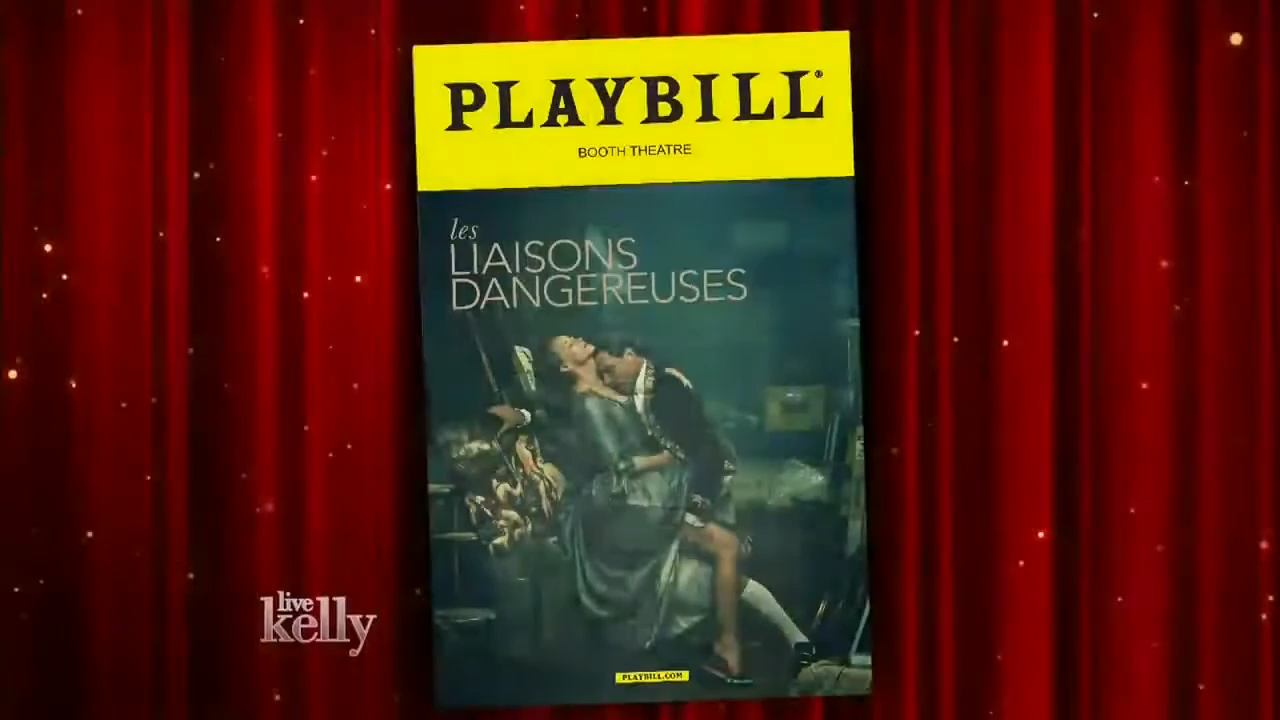 PLAYBILL®
BOOTH THEATRE
les
LIAISONS
DANGEREUSES
live
kelly
PLAYBILL.COM